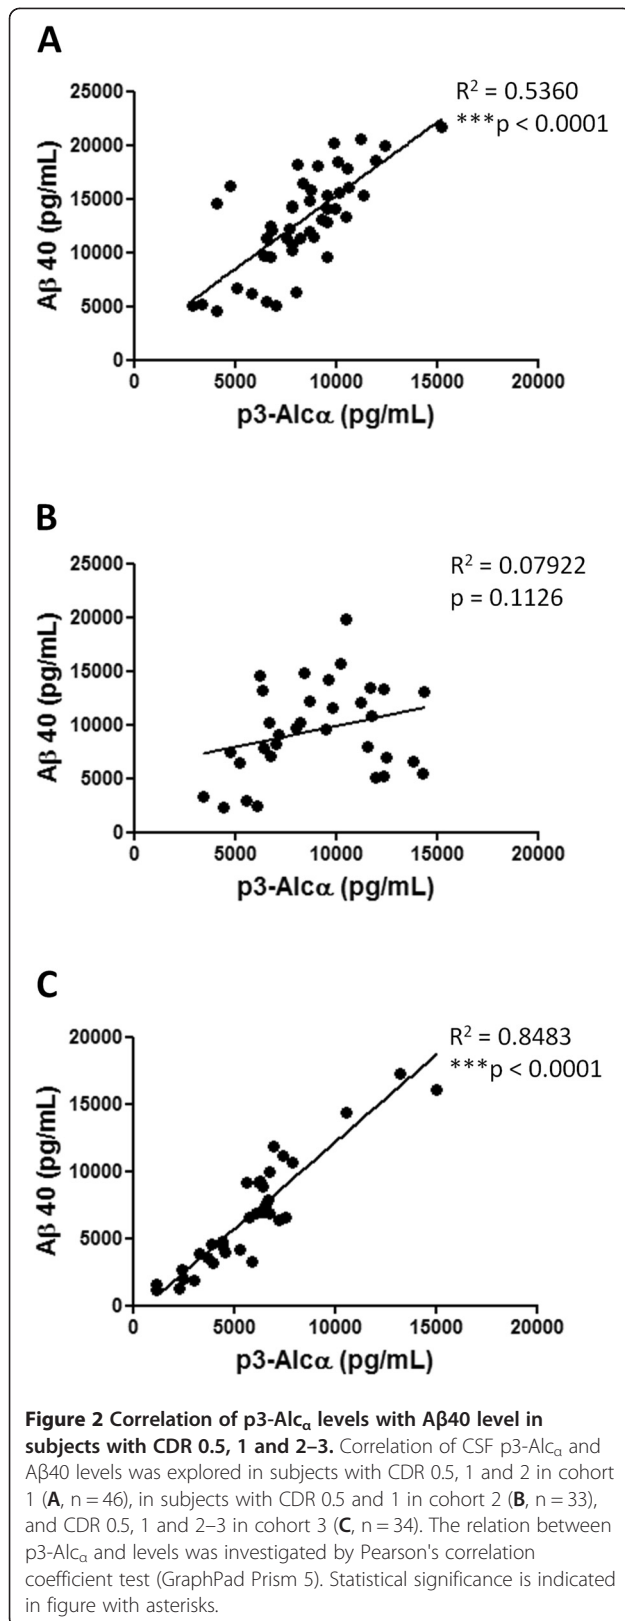 A
R² = 0.5360
***p < 0.0001
25000
20000
15000
10000
5000
0
Aβ 40 (pg/mL)
0 5000 10000 15000 20000
p3-Alcα (pg/mL)
B
R² = 0.07922
p = 0.1126
25000
20000
15000
10000
5000
0
Aβ 40 (pg/mL)
0 5000 10000 15000 20000
p3-Alcα (pg/mL)
C
R² = 0.8483
***p < 0.0001
20000
15000
10000
5000
0
Aβ 40 (pg/mL)
0 5000 10000 15000 20000
p3-Alcα (pg/mL)
Figure 2 Correlation of p3-Alcα levels with Aβ40 level in
subjects with CDR 0.5, 1 and 2–3. Correlation of CSF p3-Alcα and
Aβ40 levels was explored in subjects with CDR 0.5, 1 and 2 in cohort
1 (A, n = 46), in subjects with CDR 0.5 and 1 in cohort 2 (B, n = 33),
and CDR 0.5, 1 and 2–3 in cohort 3 (C, n = 34). The relation between
p3-Alcα and levels was investigated by Pearson's correlation
coefficient test (GraphPad Prism 5). Statistical significance is indicated
in figure with asterisks.